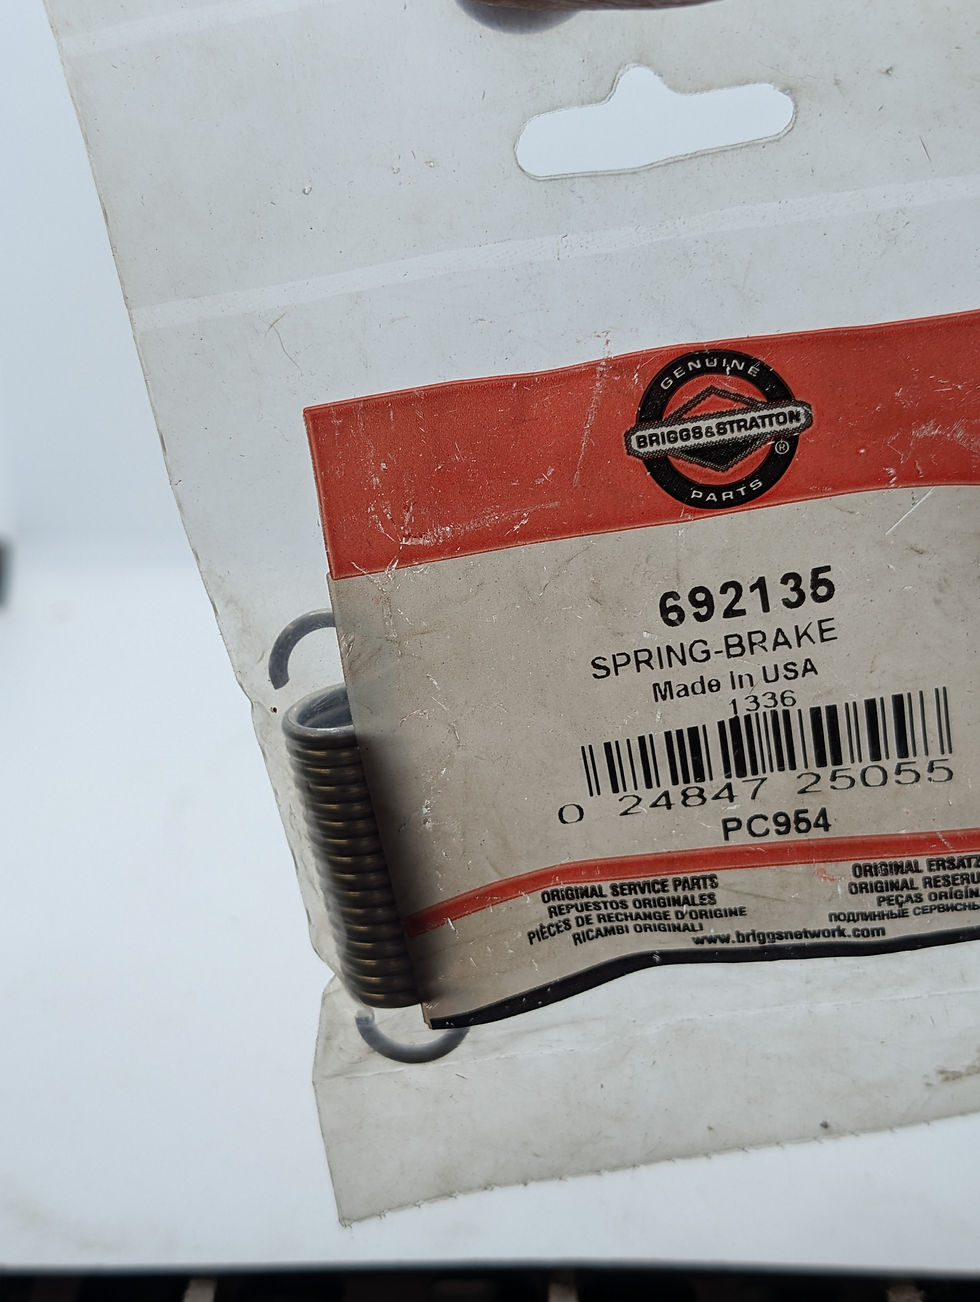 GENUINE
BRIGGS&STRATTON
®
PARTS
692135
SPRING-BRAKE
Made in USA
1336
0 24847 25055
PC954
ORIGINAL SERVICE PARTS
REPUESTOS ORIGINALES
PIÈCES DE RECHANGE D'ORIGINE
RICAMBI ORIGINALI
ORIGINAL ERSATZ
ORIGINAL RESERU
PEÇAS ORIGIN
ПОДЛИННЫЕ СЕРВИСНЫ
www.briggsnetwork.com